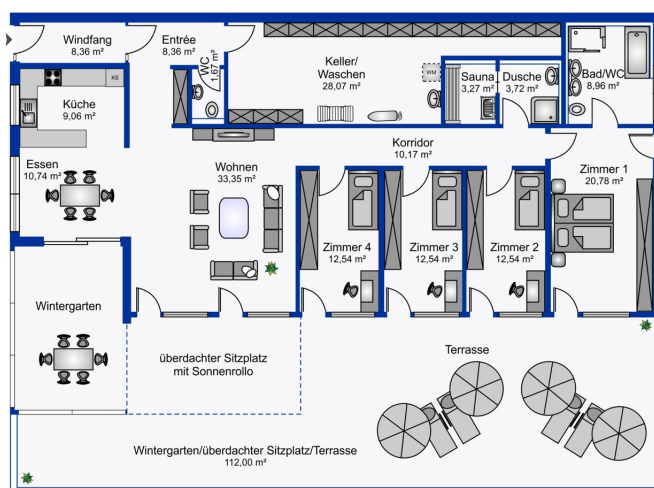 Windfang
8,36 m²
Entrée
8,36 m²
WC
1,67 m²
Keller/
Waschen
28,07 m²
WM
Sauna
3,27 m²
Dusche
3,72 m²
Bad/WC
8,96 m²
KS
Küche
9,06 m²
Essen
10,74 m²
Wohnen
33,35 m²
Korridor
10,17 m²
Zimmer 1
20,78 m²
Zimmer 4
12,54 m²
Zimmer 3
12,54 m²
Zimmer 2
12,54 m²
Wintergarten
überdachter Sitzplatz
mit Sonnenrollo
Terrasse
Wintergarten/überdachter Sitzplatz/Terrasse
112,00 m²